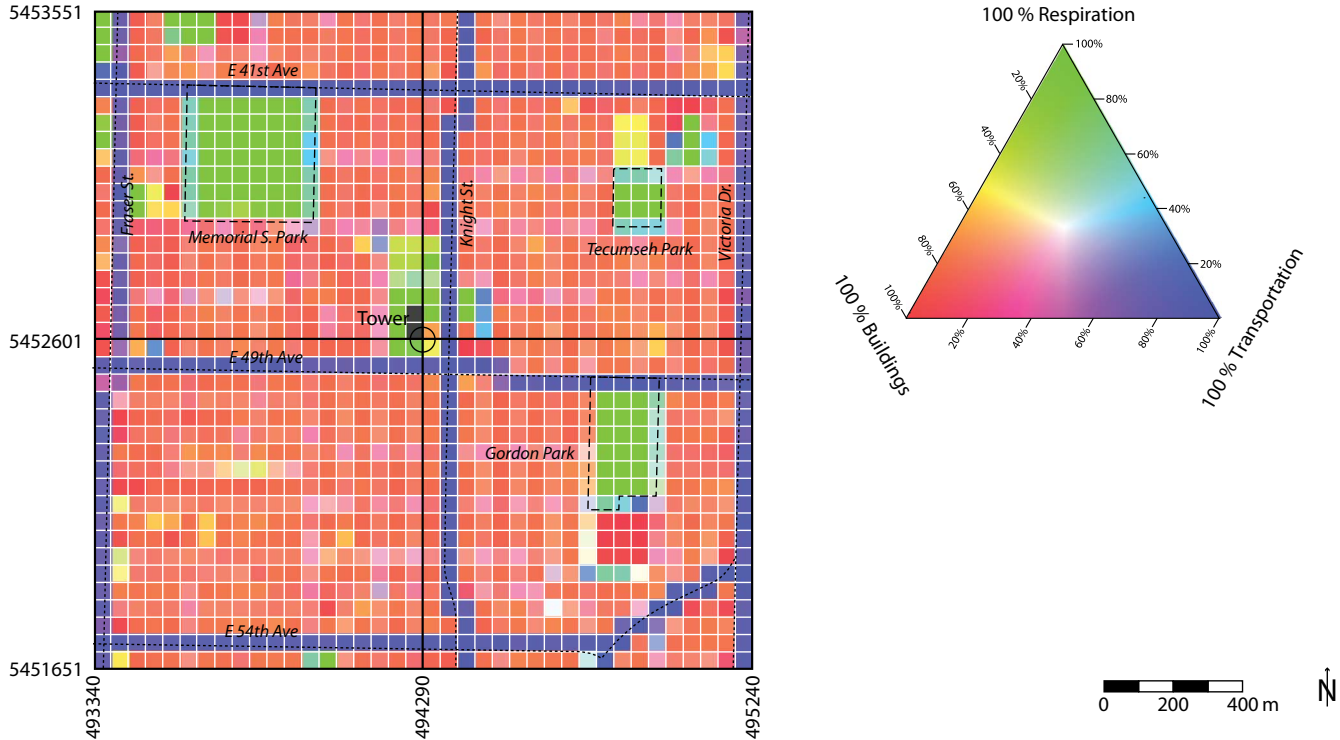 5453551
5452601
5451651
493340
494290
495240
E 41st Ave
Fraser St.
Memorial S. Park
Knight St.
Tecumseh Park
Victoria Dr.
Tower
E 49th Ave
Gordon Park
E 54th Ave
100 % Respiration
100%
80%
60%
40%
20%
20%
40%
60%
80%
100%
20%
40%
60%
80%
100%
100 % Buildings
100 % Transportation
0 200 400 m
N